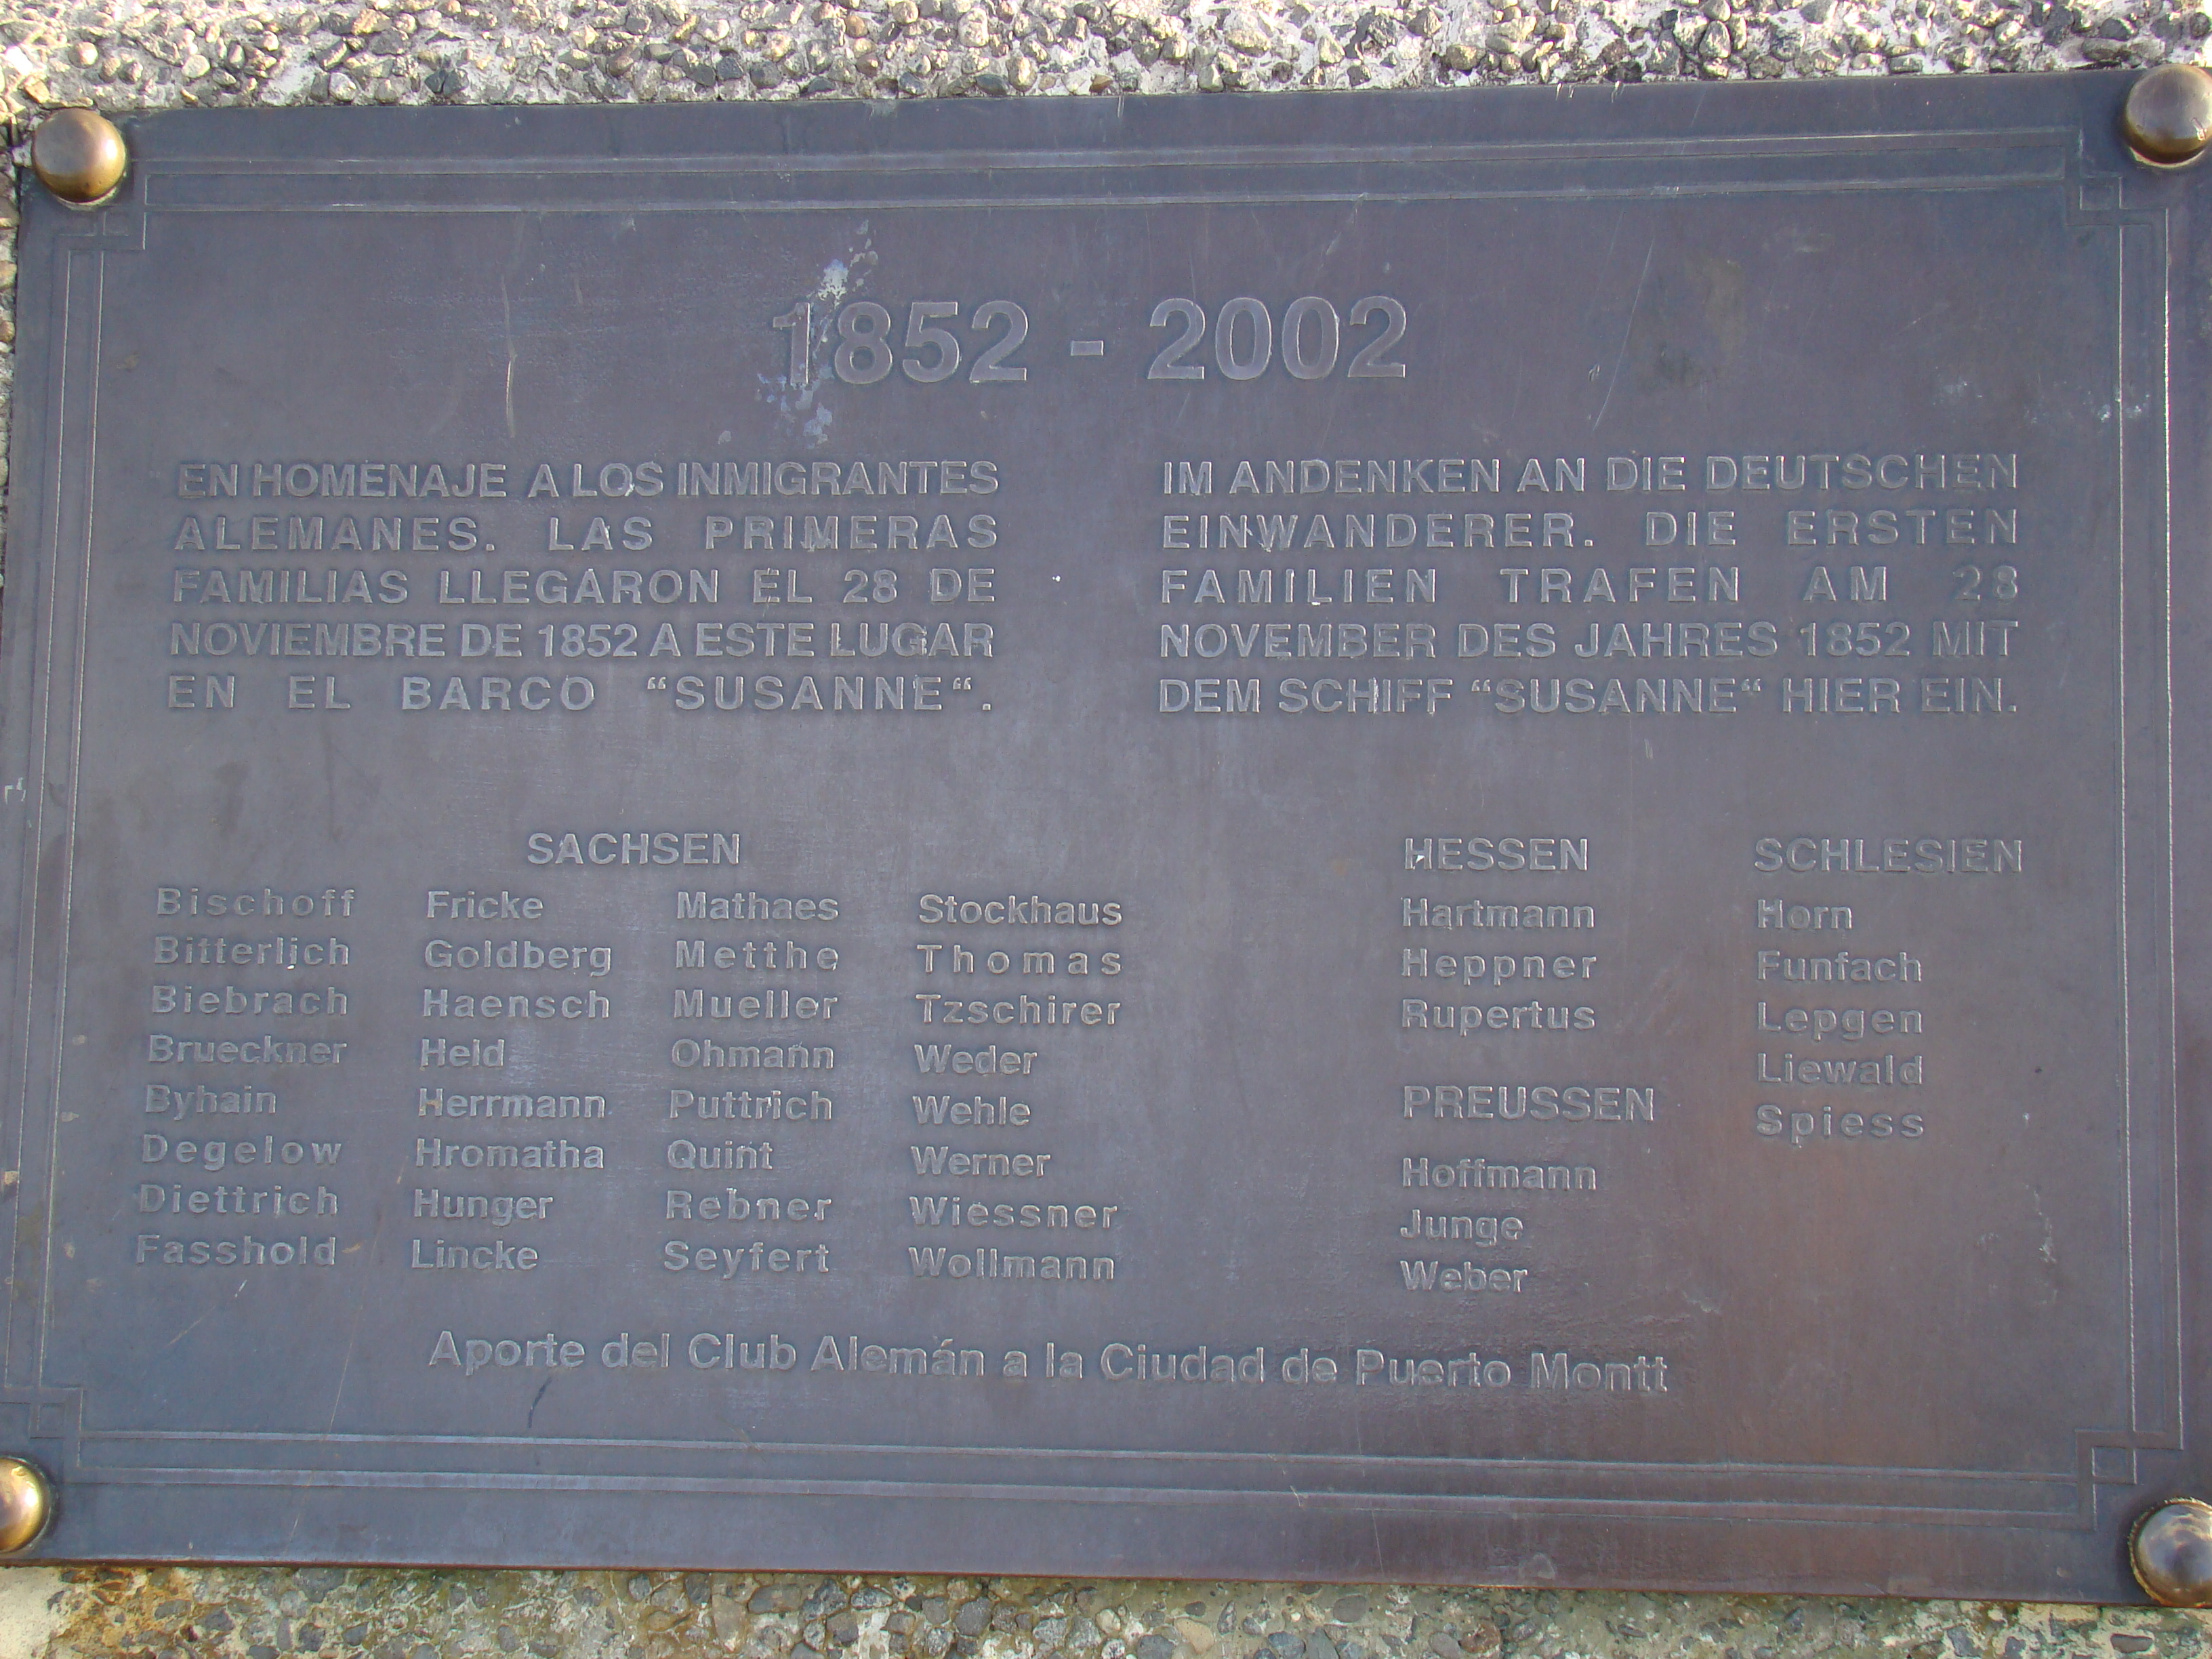 1852 - 2002
EN HOMENAJE A LOS INMIGRANTES
ALEMANES. LAS PRIMERAS
FAMILIAS LLEGARON EL 28 DE
NOVIEMBRE DE 1852 A ESTE LUGAR
EN EL BARCO “SUSANNE“.
IM ANDENKEN AN DIE DEUTSCHEN
EINWANDERER. DIE ERSTEN
FAMILIEN TRAFEN AM 28
NOVEMBER DES JAHRES 1852 MIT
DEM SCHIFF “SUSANNE“ HIER EIN.
SACHSEN
Bischoff
Bitterlich
Biebrach
Brueckner
Byhain
Degelow
Diettrich
Fasshold
Fricke
Goldberg
Haensch
Held
Herrmann
Hromatha
Hunger
Lincke
Mathaes
Metthe
Mueller
Ohmann
Puttrich
Quint
Rebner
Seyfert
Stockhaus
Thomas
Tzschirer
Weder
Wehle
Werner
Wiessner
Wollmann
HESSEN
Hartmann
Heppner
Rupertus
PREUSSEN
Hoffmann
Junge
Weber
SCHLESIEN
Horn
Funfach
Lepgen
Liewald
Spiess
Aporte del Club Alemán a la Ciudad de Puerto Montt